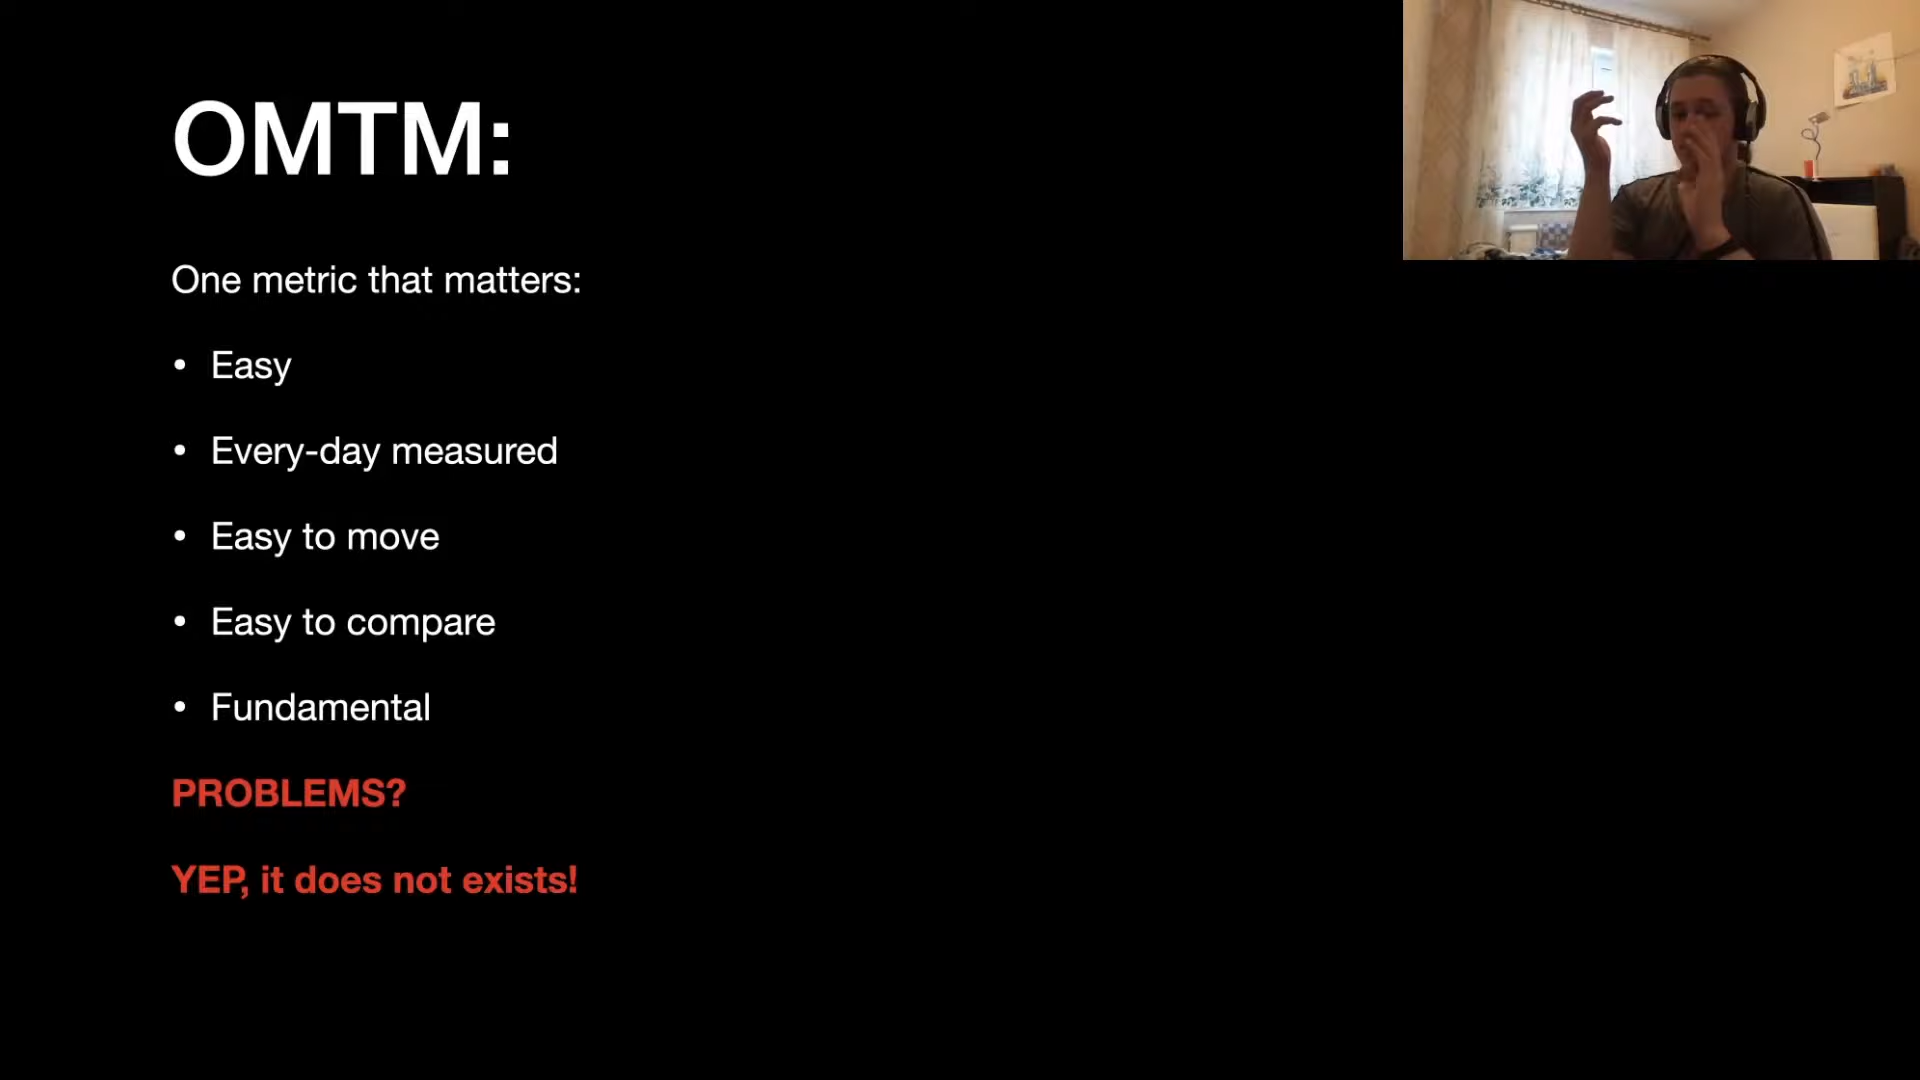 OMTM:
One metric that matters:
• Easy
• Every-day measured
• Easy to move
• Easy to compare
• Fundamental
PROBLEMS?
YEP, it does not exists!